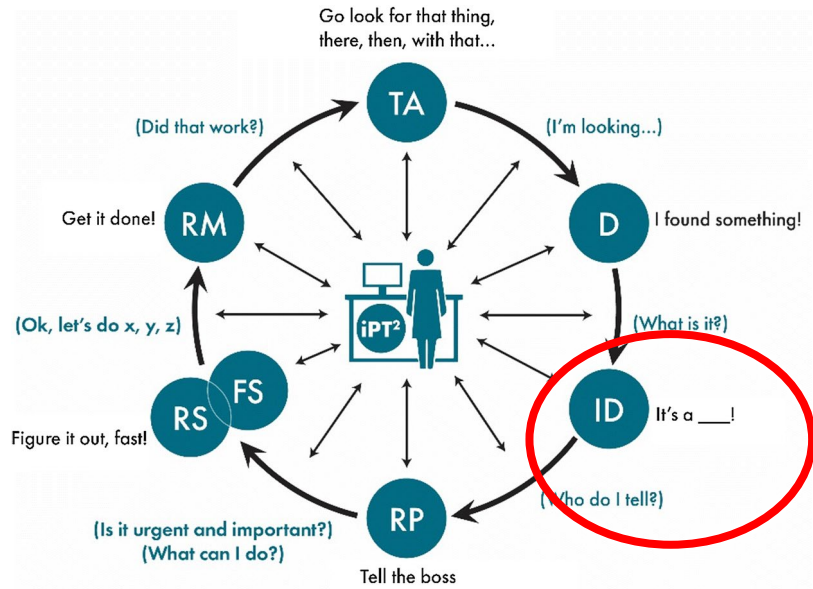 Go look for that thing,
there, then, with that...
TA
(Did that work?)
(I'm looking...)
Get it done!
RM
D
I found something!
iPT²
(Ok, let's do x, y, z)
(What is it?)
FS
RS
ID
It's a ___!
Figure it out, fast!
(Who do I tell?)
RP
(Is it urgent and important?)
(What can I do?)
Tell the boss